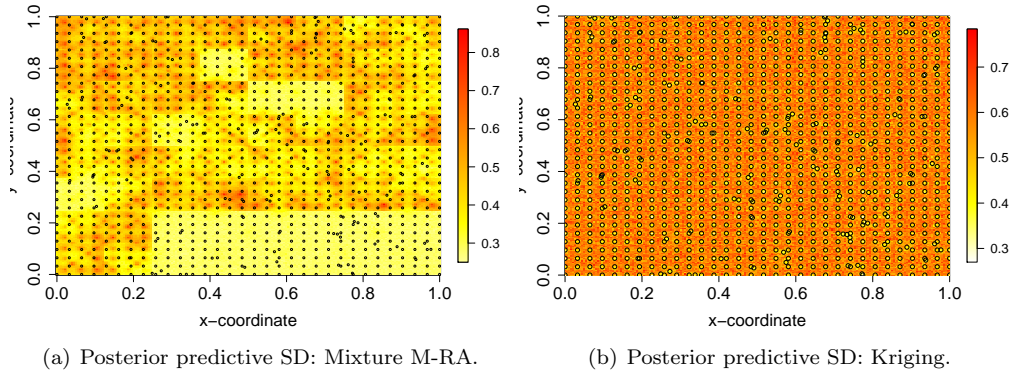 0.0 0.2 0.4 0.6 0.8 1.0
0.0 0.2 0.4 0.6 0.8 1.0
x−coordinate
0.3 0.4 0.5 0.6 0.7 0.8
(a) Posterior predictive SD: Mixture M-RA.
0.0 0.2 0.4 0.6 0.8 1.0
0.0 0.2 0.4 0.6 0.8 1.0
x−coordinate
0.3 0.4 0.5 0.6 0.7
(b) Posterior predictive SD: Kriging.